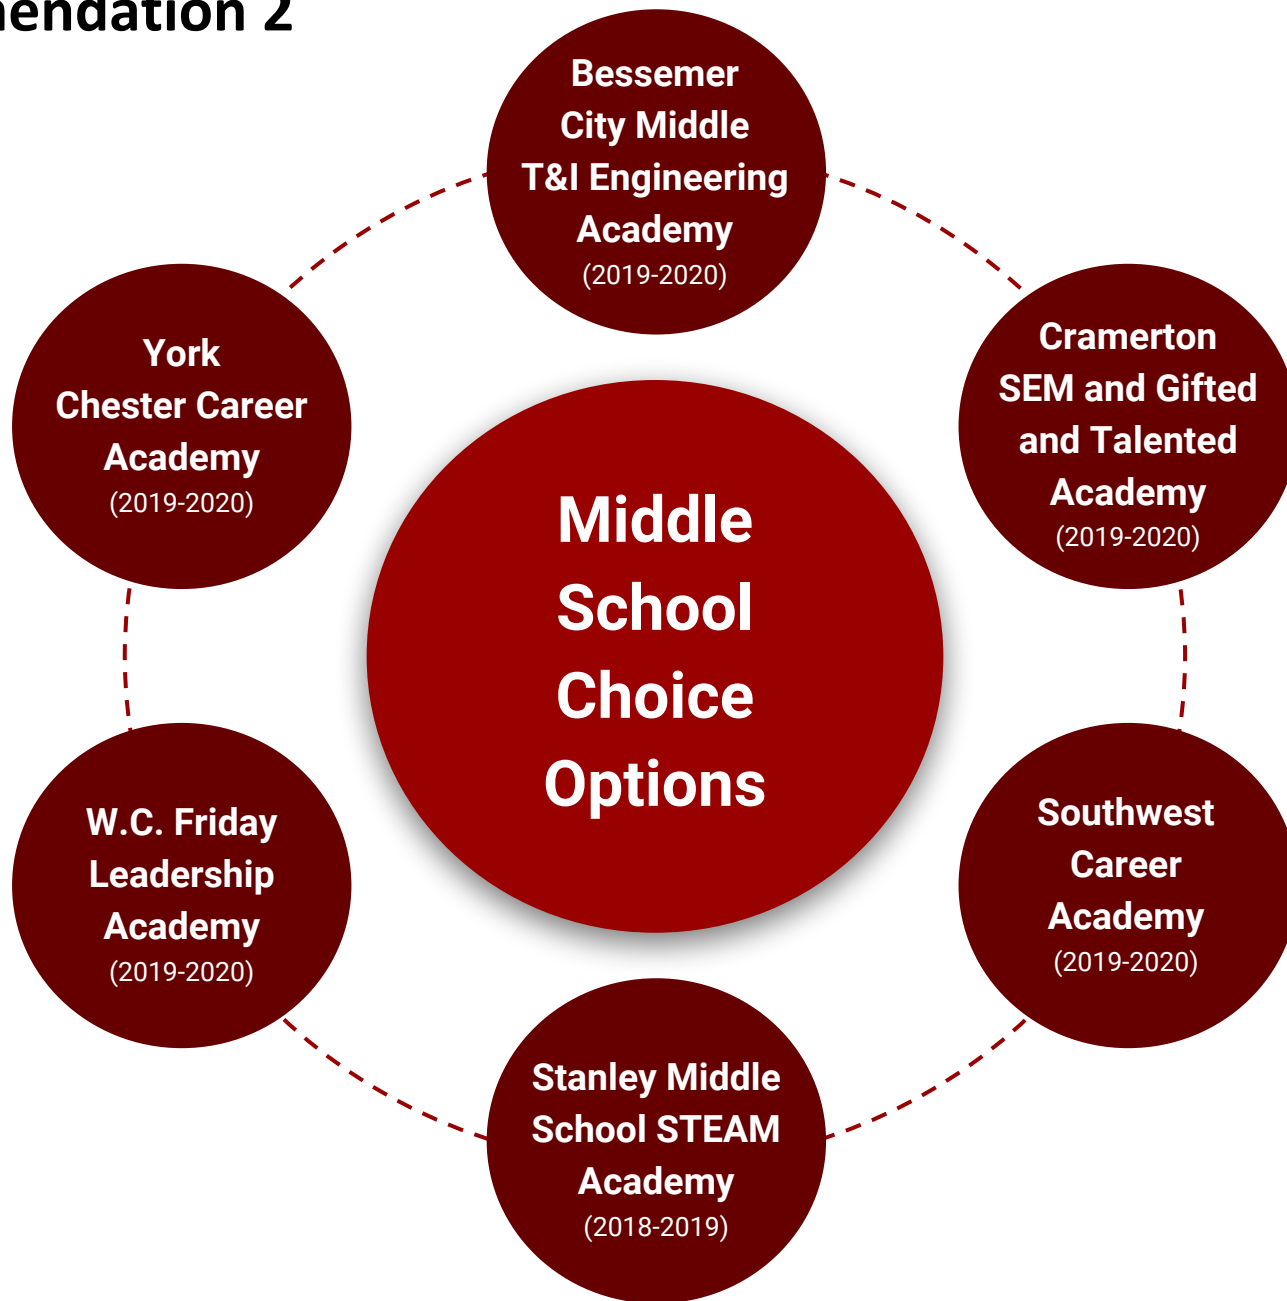 nendation 2
Bessemer
City Middle
T&I Engineering
Academy
(2019-2020)
York
Chester Career
Academy
(2019-2020)
Cramerton
SEM and Gifted
and Talented
Academy
(2019-2020)
Middle
School
Choice
Options
W.C. Friday
Leadership
Academy
(2019-2020)
Southwest
Career
Academy
(2019-2020)
Stanley Middle
School STEAM
Academy
(2018-2019)